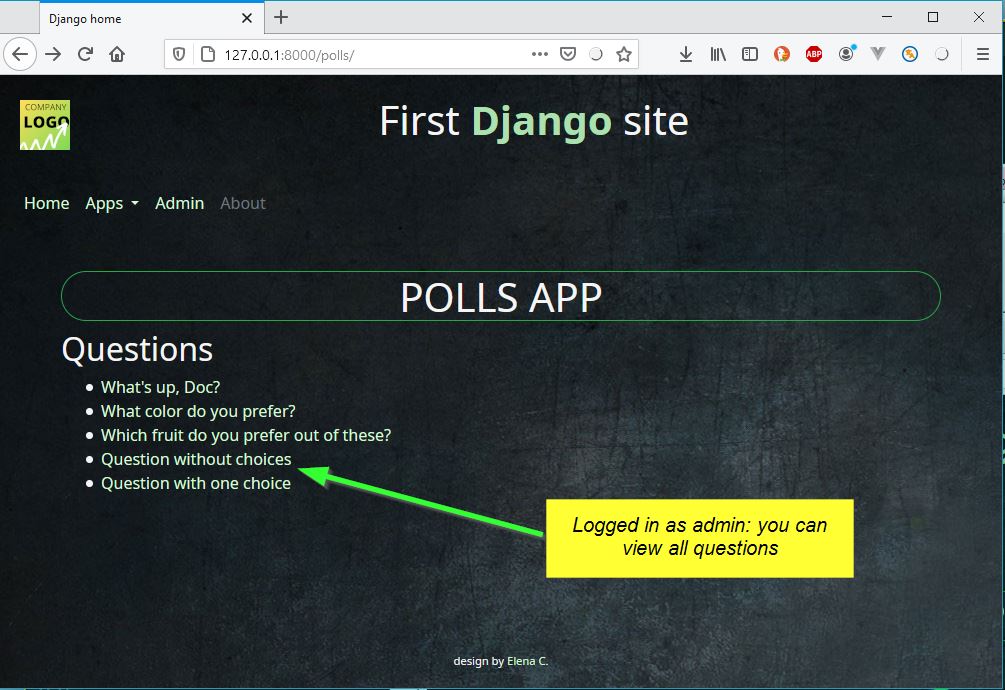 Django home
127.0.0.1:8000/polls/
ABP
COMPANY
LOGO
First Django site
Home Apps Admin About
POLLS APP
Questions
What's up, Doc?
What color do you prefer?
Which fruit do you prefer out of these?
Question without choices
Question with one choice
Logged in as admin: you can
view all questions
design by Elena C.